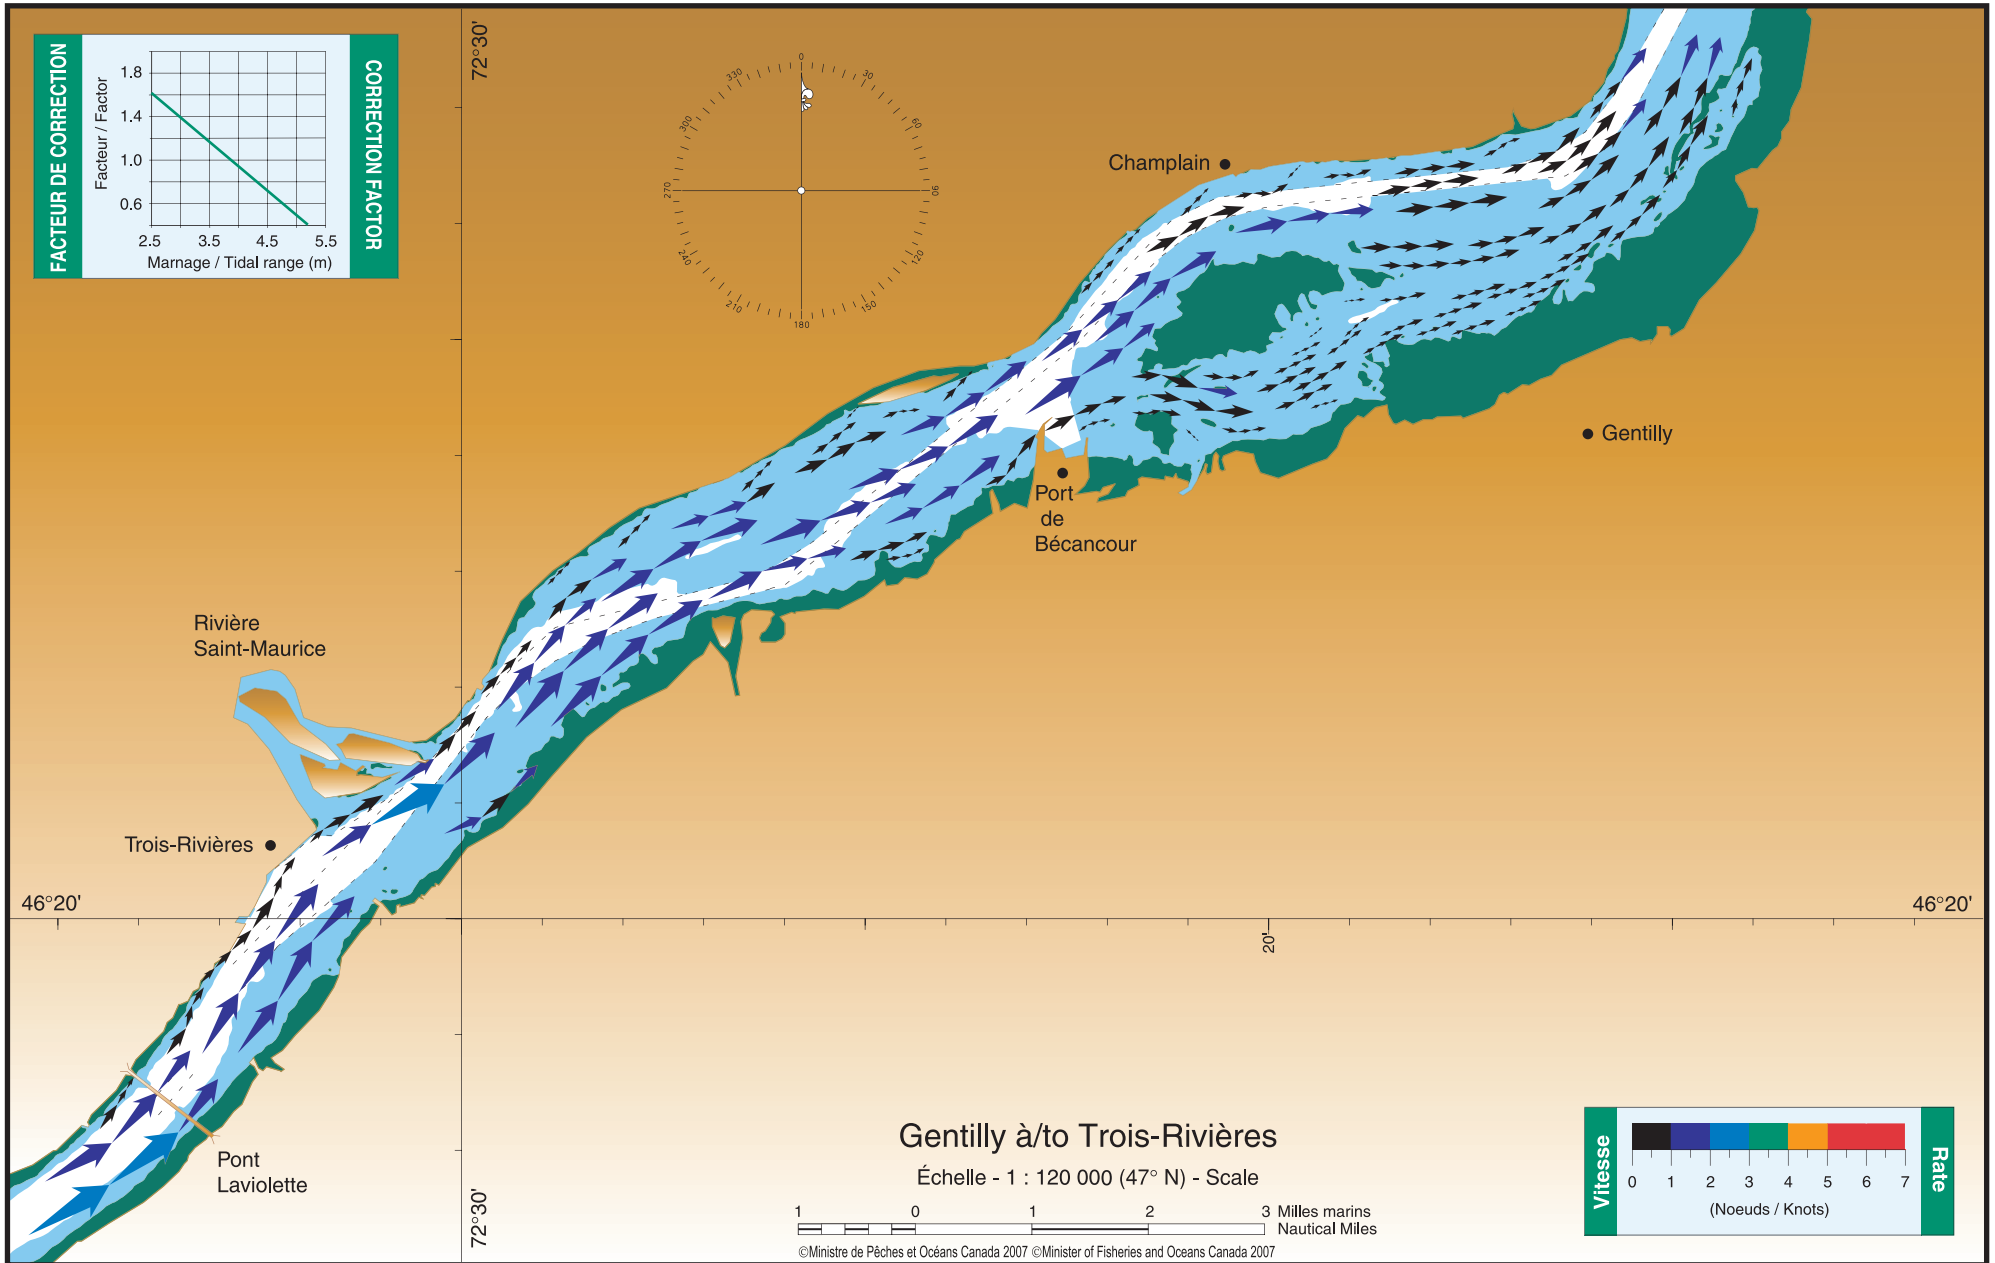 FACTEUR DE CORRECTION
Facteur / Factor
1.8
1.4
1.0
0.6
2.5 3.5 4.5 5.5
Marnage / Tidal range (m)
CORRECTION FACTOR
72°30'
0
30
60
90
120
150
180
210
240
270
300
330
Champlain
Gentilly
Port
de
Bécancour
Rivière
Saint-Maurice
Trois-Rivières
46°20'
46°20'
20'
Pont
Laviolette
72°30'
Gentilly à/to Trois-Rivières
Échelle - 1 : 120 000 (47° N) - Scale
1 0 1 2 3 Milles marins
Nautical Miles
©Ministre de Pêches et Océans Canada 2007 ©Minister of Fisheries and Oceans Canada 2007
Vitesse
0 1 2 3 4 5 6 7
(Noeuds / Knots)
Rate